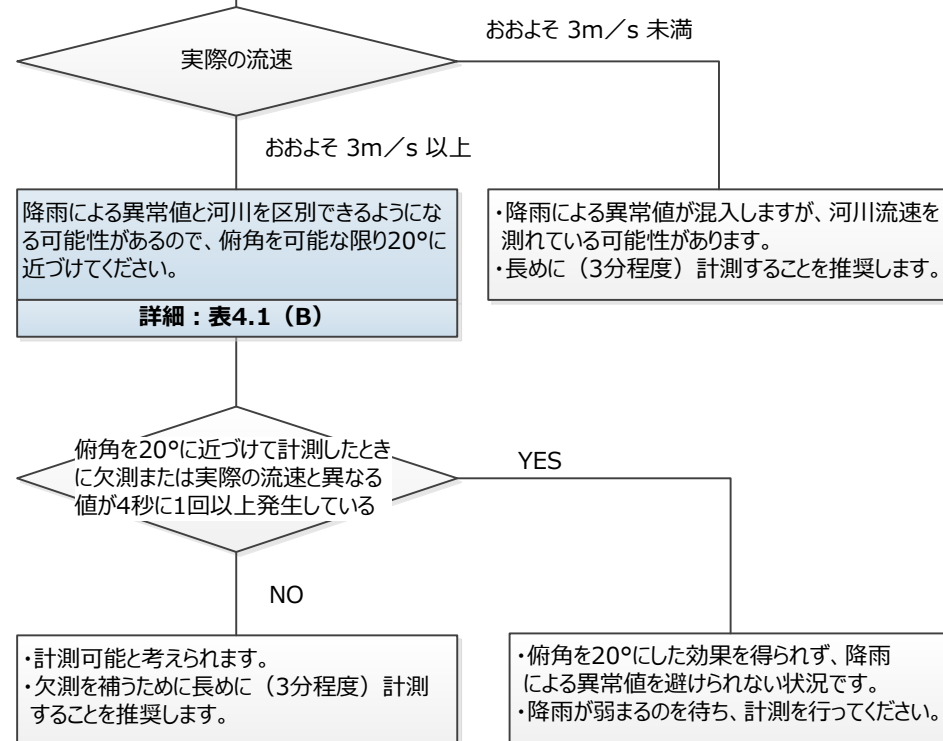 実際の流速
おおよそ 3m／s 未満
おおよそ 3m／s 以上
降雨による異常値と河川を区別できるようにな
る可能性があるので、俯角を可能な限り20°に
近づけてください。
詳細：表4.1（B）
・降雨による異常値が混入しますが、河川流速を
測れている可能性があります。
・長めに（3分程度）計測することを推奨します。
俯角を20°に近づけて計測したとき
に欠測または実際の流速と異なる
値が4秒に1回以上発生している
YES
NO
・計測可能と考えられます。
・欠測を補うために長めに（3分程度）計測
することを推奨します。
・俯角を20°にした効果を得られず、降雨
による異常値を避けられない状況です。
・降雨が弱まるのを待ち、計測を行ってください。